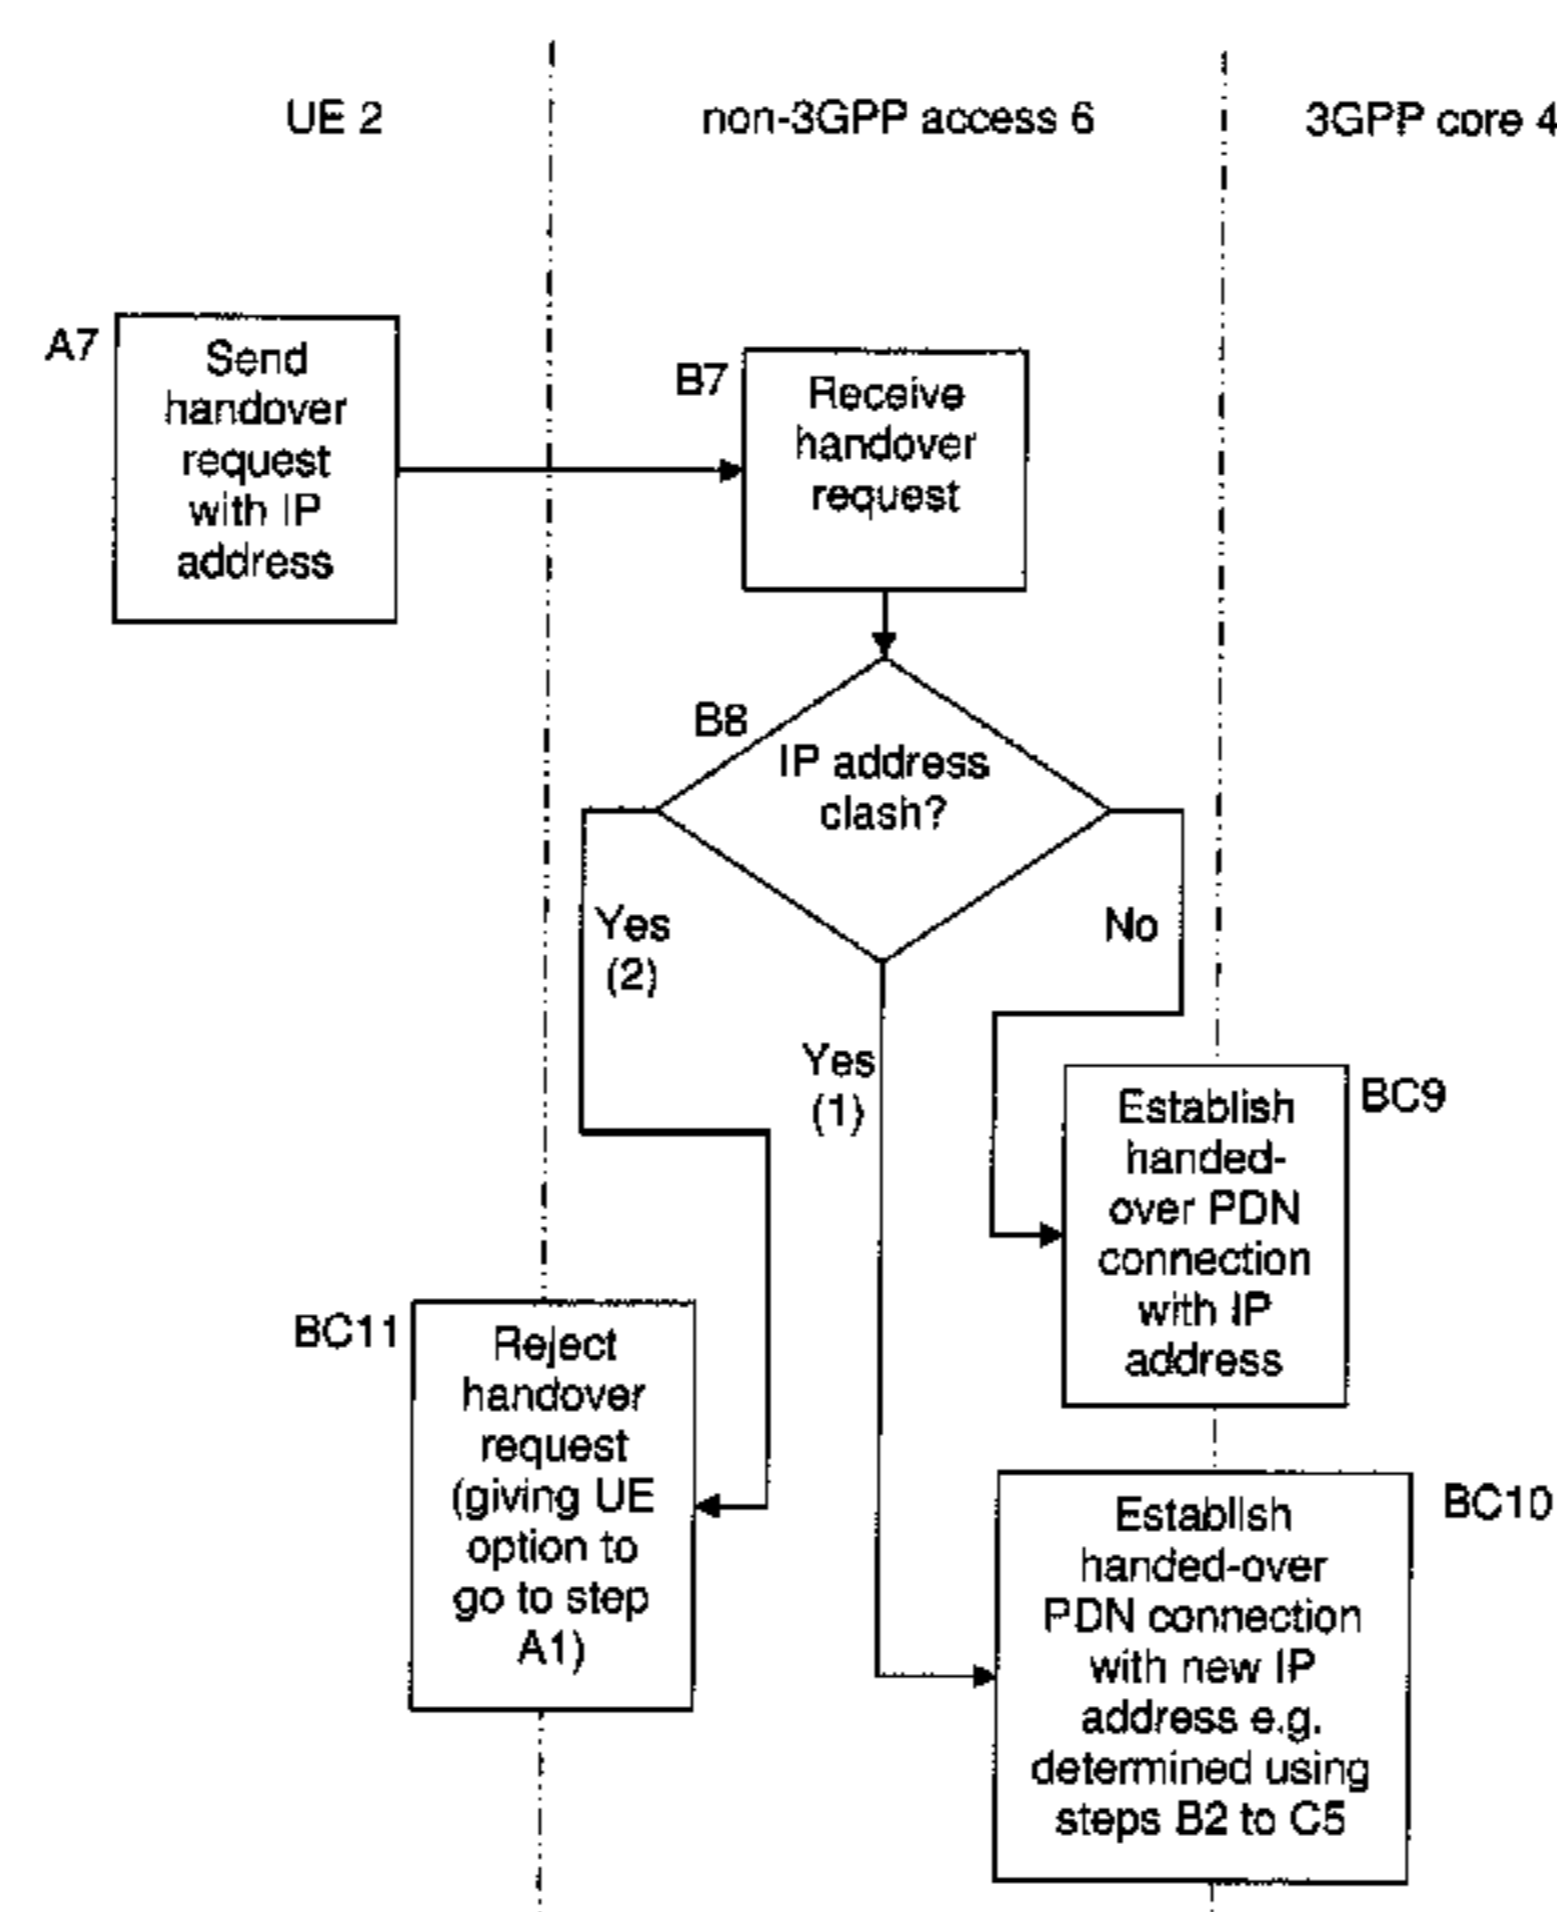 UE 2
non-3GPP access 6
3GPP core 4
A7
Send
handover
request
with IP
address
B7
Receive
handover
request
B8
IP address
clash?
Yes
(2)
No
Yes
(1)
BC9
Establish
handed-
over PDN
connection
with IP
address
BC11
Reject
handover
request
(giving UE
option to
go to step
A1)
BC10
Establish
handed-over
PDN connection
with new IP
address e.g.
determined using
steps B2 to C5